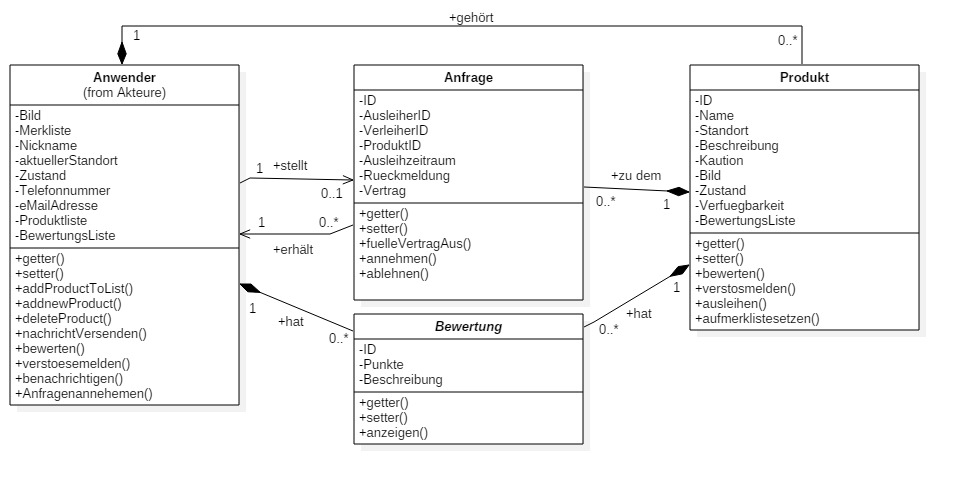 +gehört
1
0..*
Anwender
(from Akteure)
-Bild
-Merkliste
-Nickname
-aktuellerStandort
-Zustand
-Telefonnummer
-eMailAdresse
-Produktliste
-BewertungsListe
+getter()
+setter()
+addProductToList()
+addnewProduct()
+deleteProduct()
+nachrichtVersenden()
+bewerten()
+verstoesemelden()
+benachrichtigen()
+Anfragenannehemen()
1
+stellt
0..1
1
0..*
+erhält
1
+hat
0..*
Anfrage
-ID
-AusleiherID
-VerleiherID
-ProduktID
-Ausleihzeitraum
-Rueckmeldung
-Vertrag
+getter()
+setter()
+fuelleVertragAus()
+annehmen()
+ablehnen()
Bewertung
-ID
-Punkte
-Beschreibung
+getter()
+setter()
+anzeigen()
+zu dem
0..*
1
1
+hat
0..*
Produkt
-ID
-Name
-Standort
-Beschreibung
-Kaution
-Bild
-Zustand
-Verfuegbarkeit
-BewertungsListe
+getter()
+setter()
+bewerten()
+verstosmelden()
+ausleihen()
+aufmerklistesetzen()